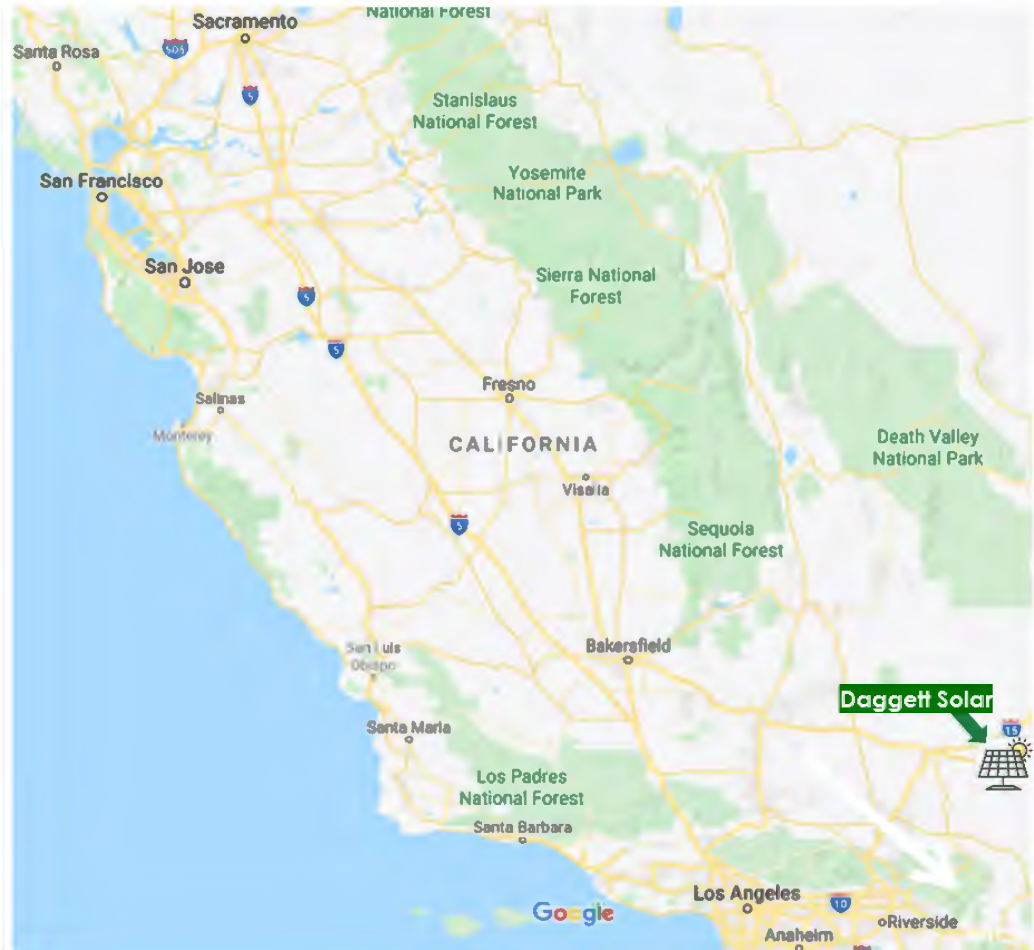 National Forest
Sacramento
Santa Rosa
505
5
Stanislaus
National Forest
Yosemite
National Park
San Francisco
San Jose
Sierra National
Forest
5
5
Fresno
Salinas
Monterey
CALIFORNIA
Death Valley
National Park
Visalia
5
Sequoia
National Forest
Bakersfield
San Luis
Obispo
Daggett Solar
15
Santa Maria
Los Padres
National Forest
Santa Barbara
Los Angeles
10
Google
Riverside
Anaheim